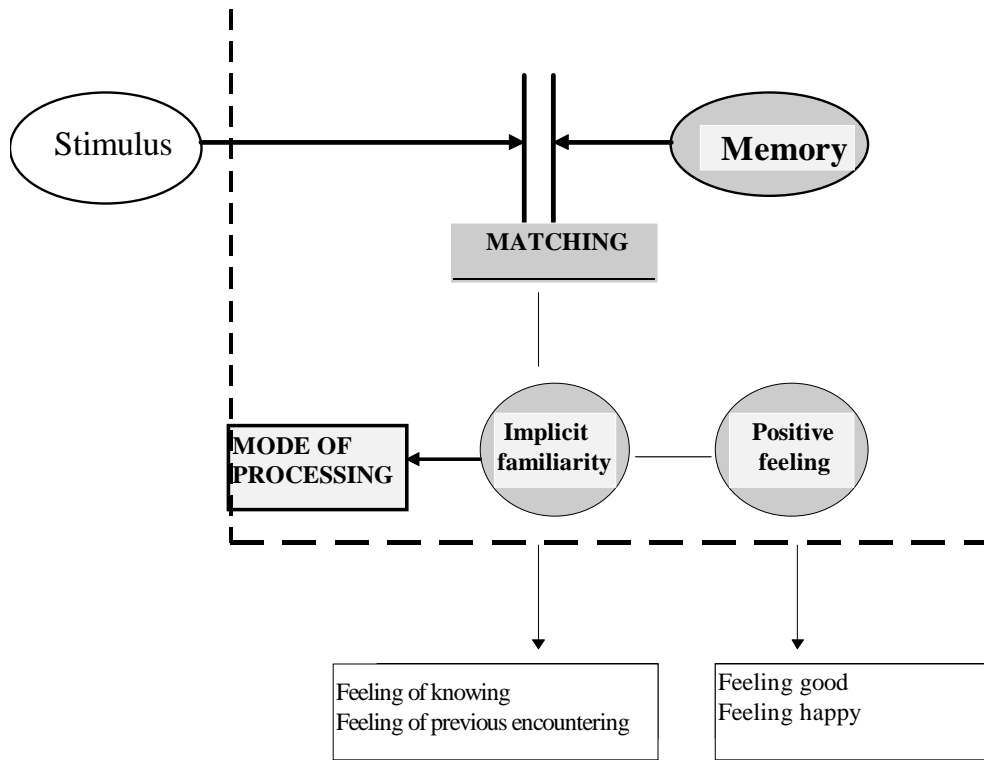 Stimulus
Memory
MATCHING
MODE OF
PROCESSING
Implicit
familiarity
Positive
feeling
Feeling of knowing
Feeling of previous encountering
Feeling good
Feeling happy